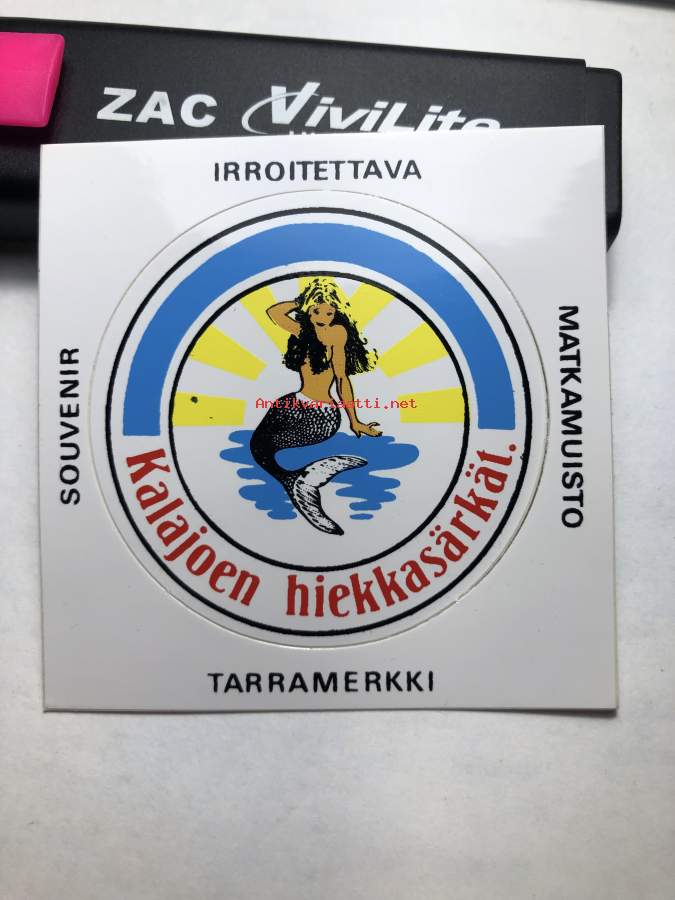 ZAC ViviLite
IRROITETTAVA
SOUVENIR
MATKAMUISTO
Antikvariaatti.net
Kalajoen hiekkasärkät.
TARRAMERKKI